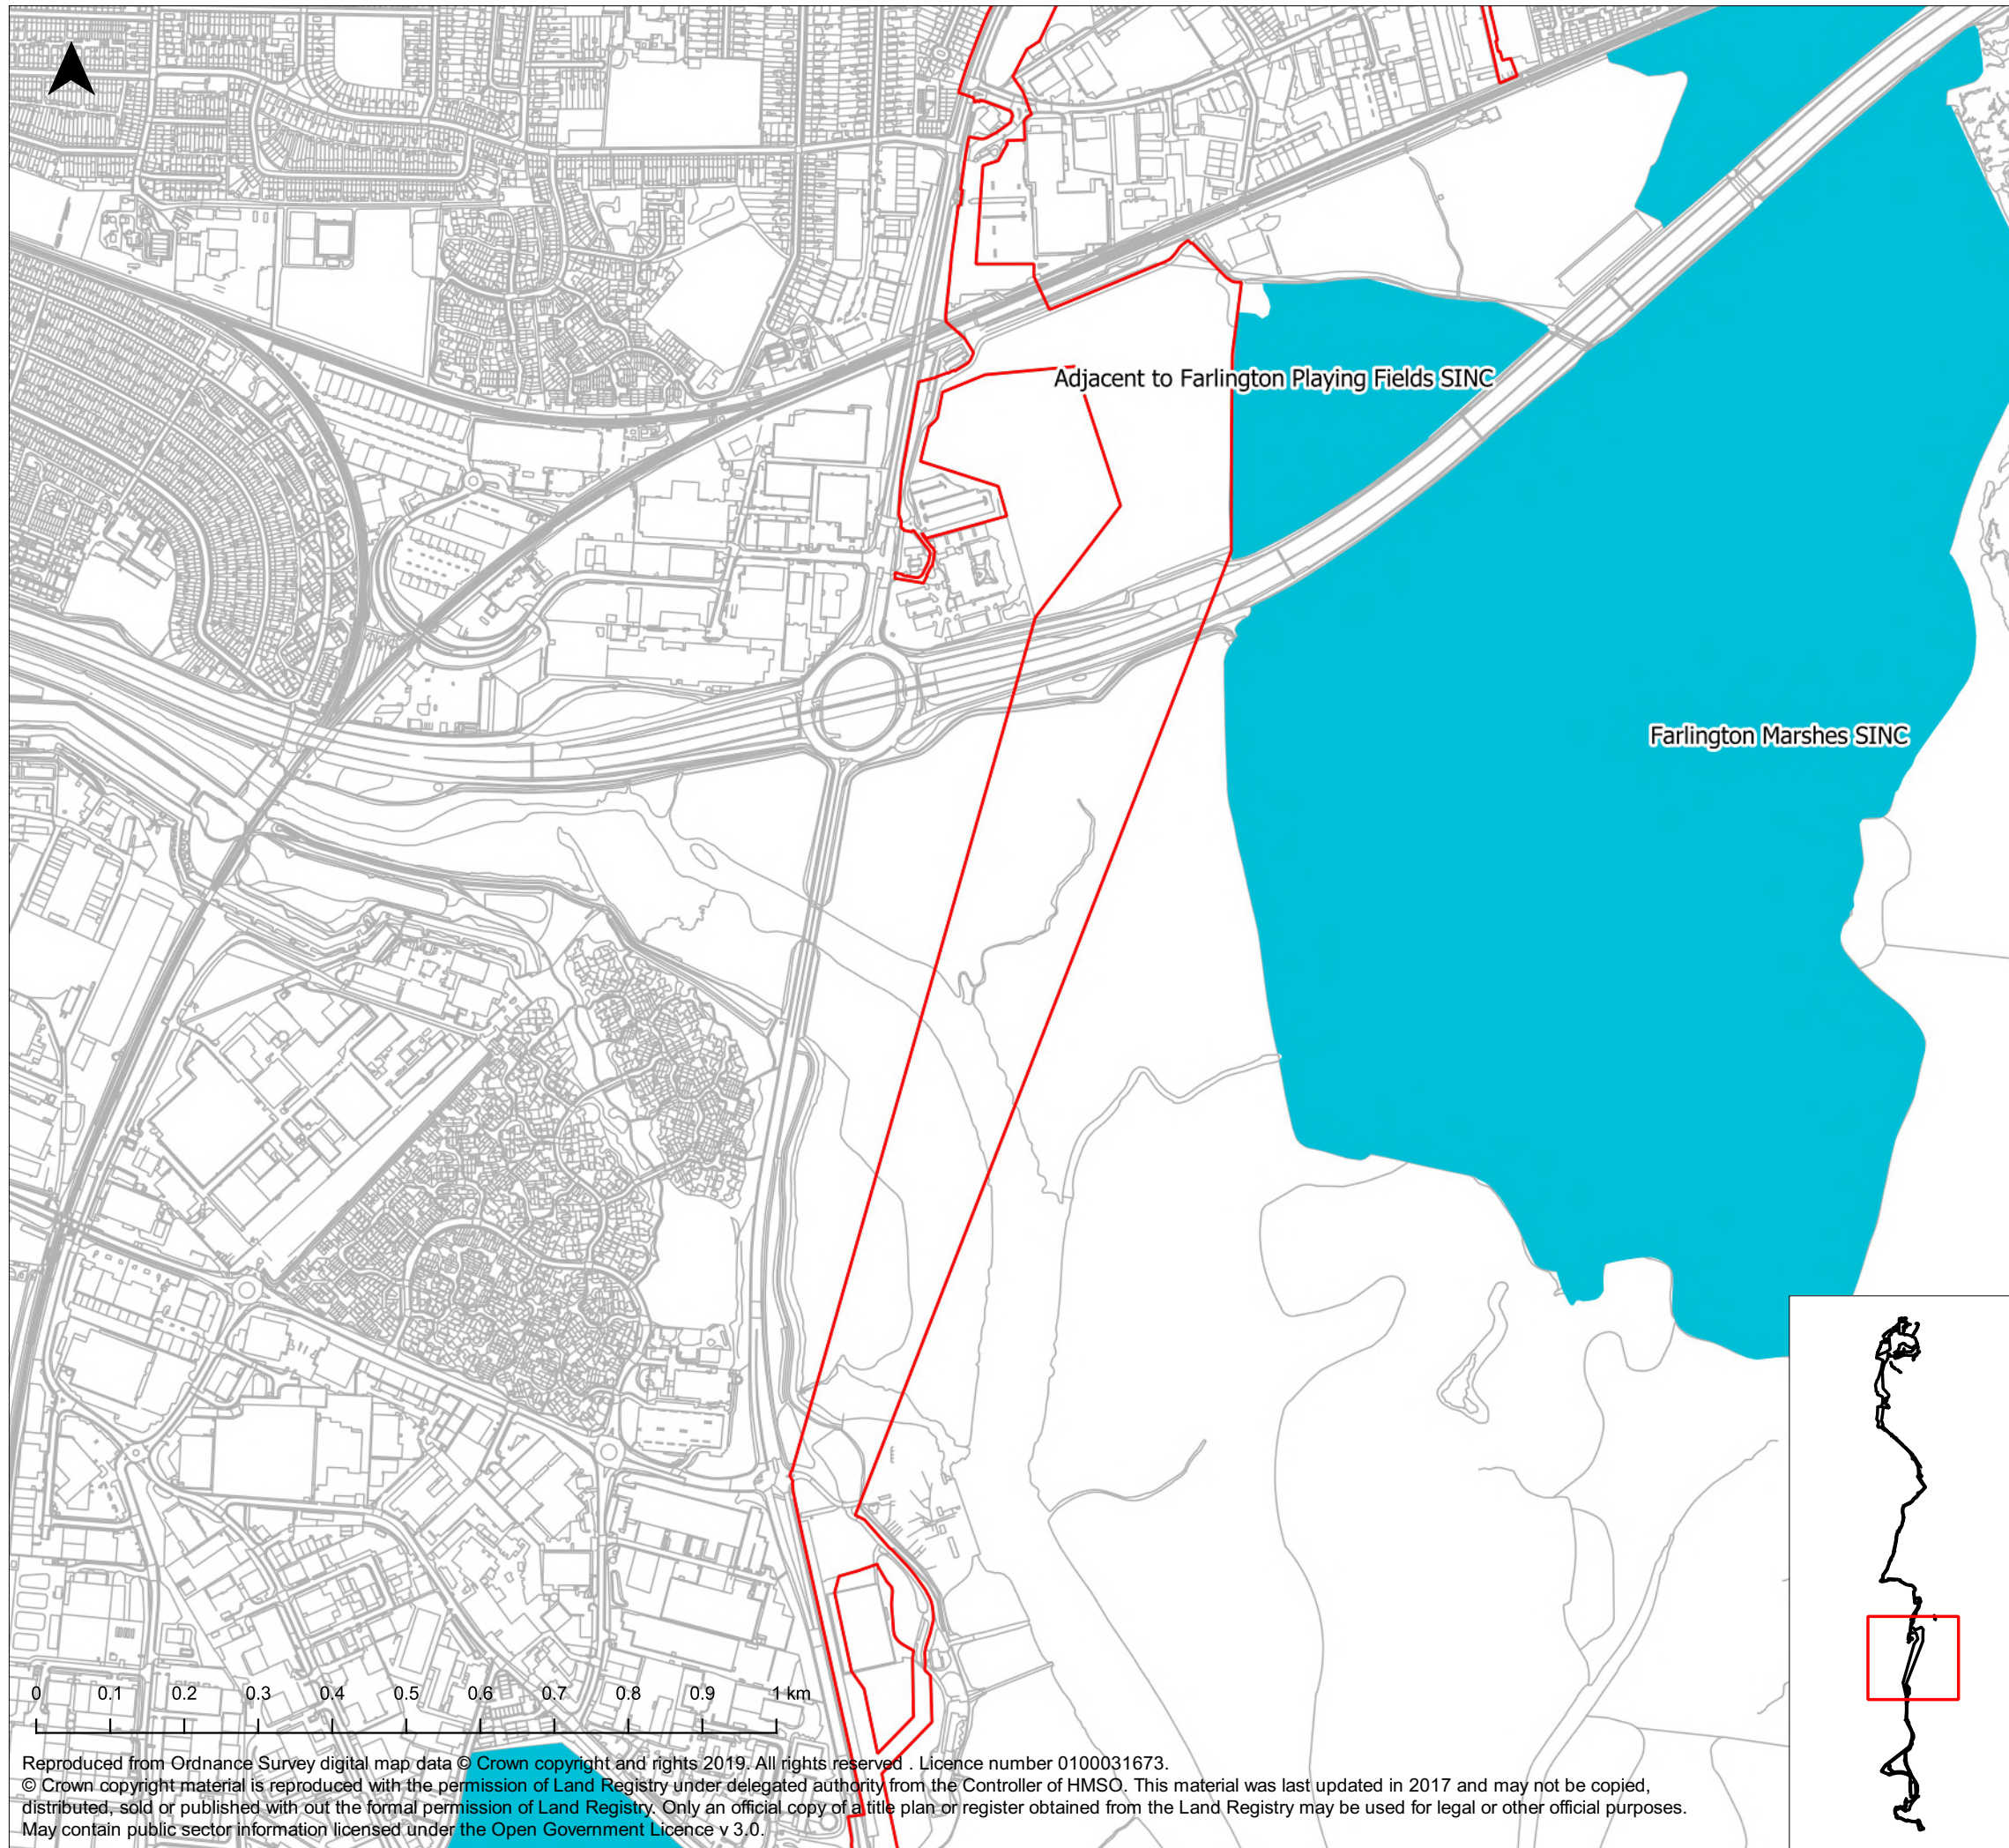 Adjacent to Farlington Playing Fields SINC
Farlington Marshes SINC
0 0.1 0.2 0.3 0.4 0.5 0.6 0.7 0.8 0.9 1 km
Reproduced from Ordnance Survey digital map data © Crown copyright and rights 2019. All rights reserved . Licence number 0100031673.
© Crown copyright material is reproduced with the permission of Land Registry under delegated authority from the Controller of HMSO. This material was last updated in 2017 and may not be copied,
distributed, sold or published with out the formal permission of Land Registry. Only an official copy of a title plan or register obtained from the Land Registry may be used for legal or other official purposes.
May contain public sector information licensed under the Open Government Licence v 3.0.